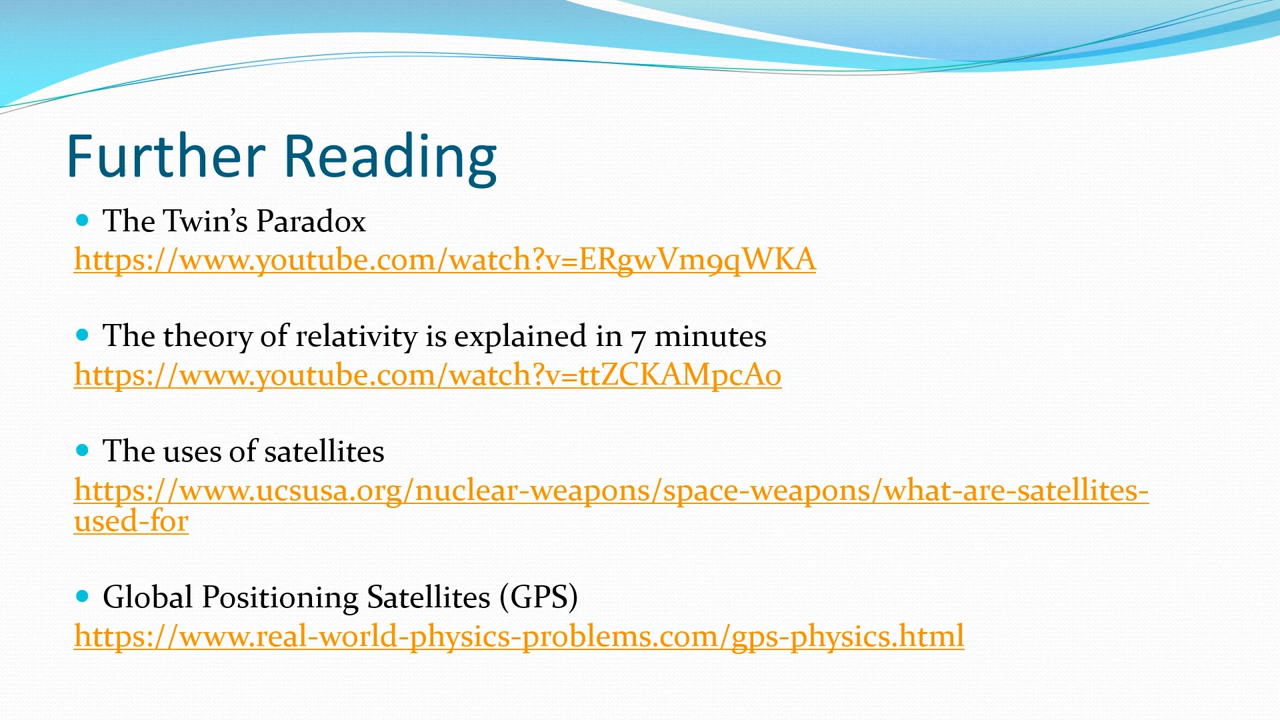 Further Reading
• The Twin’s Paradox
https://www.youtube.com/watch?v=ERgwVm9qWKA
• The theory of relativity is explained in 7 minutes
https://www.youtube.com/watch?v=ttZCKAMpcAo
• The uses of satellites
https://www.ucsusa.org/nuclear-weapons/space-weapons/what-are-satellites-
used-for
• Global Positioning Satellites (GPS)
https://www.real-world-physics-problems.com/gps-physics.html